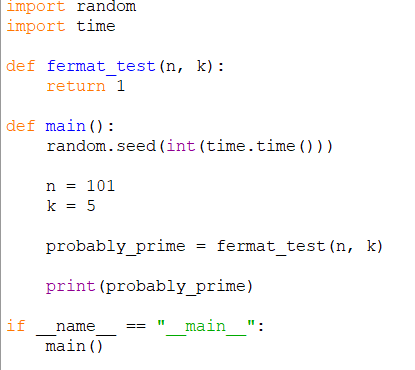 import random
import time
def fermat_test(n, k):
    return 1
def main():
    random.seed(int(time.time()))
    n = 101
    k = 5
    probably_prime = fermat_test(n, k)
    print(probably_prime)
if __name__ == "__main__":
    main()